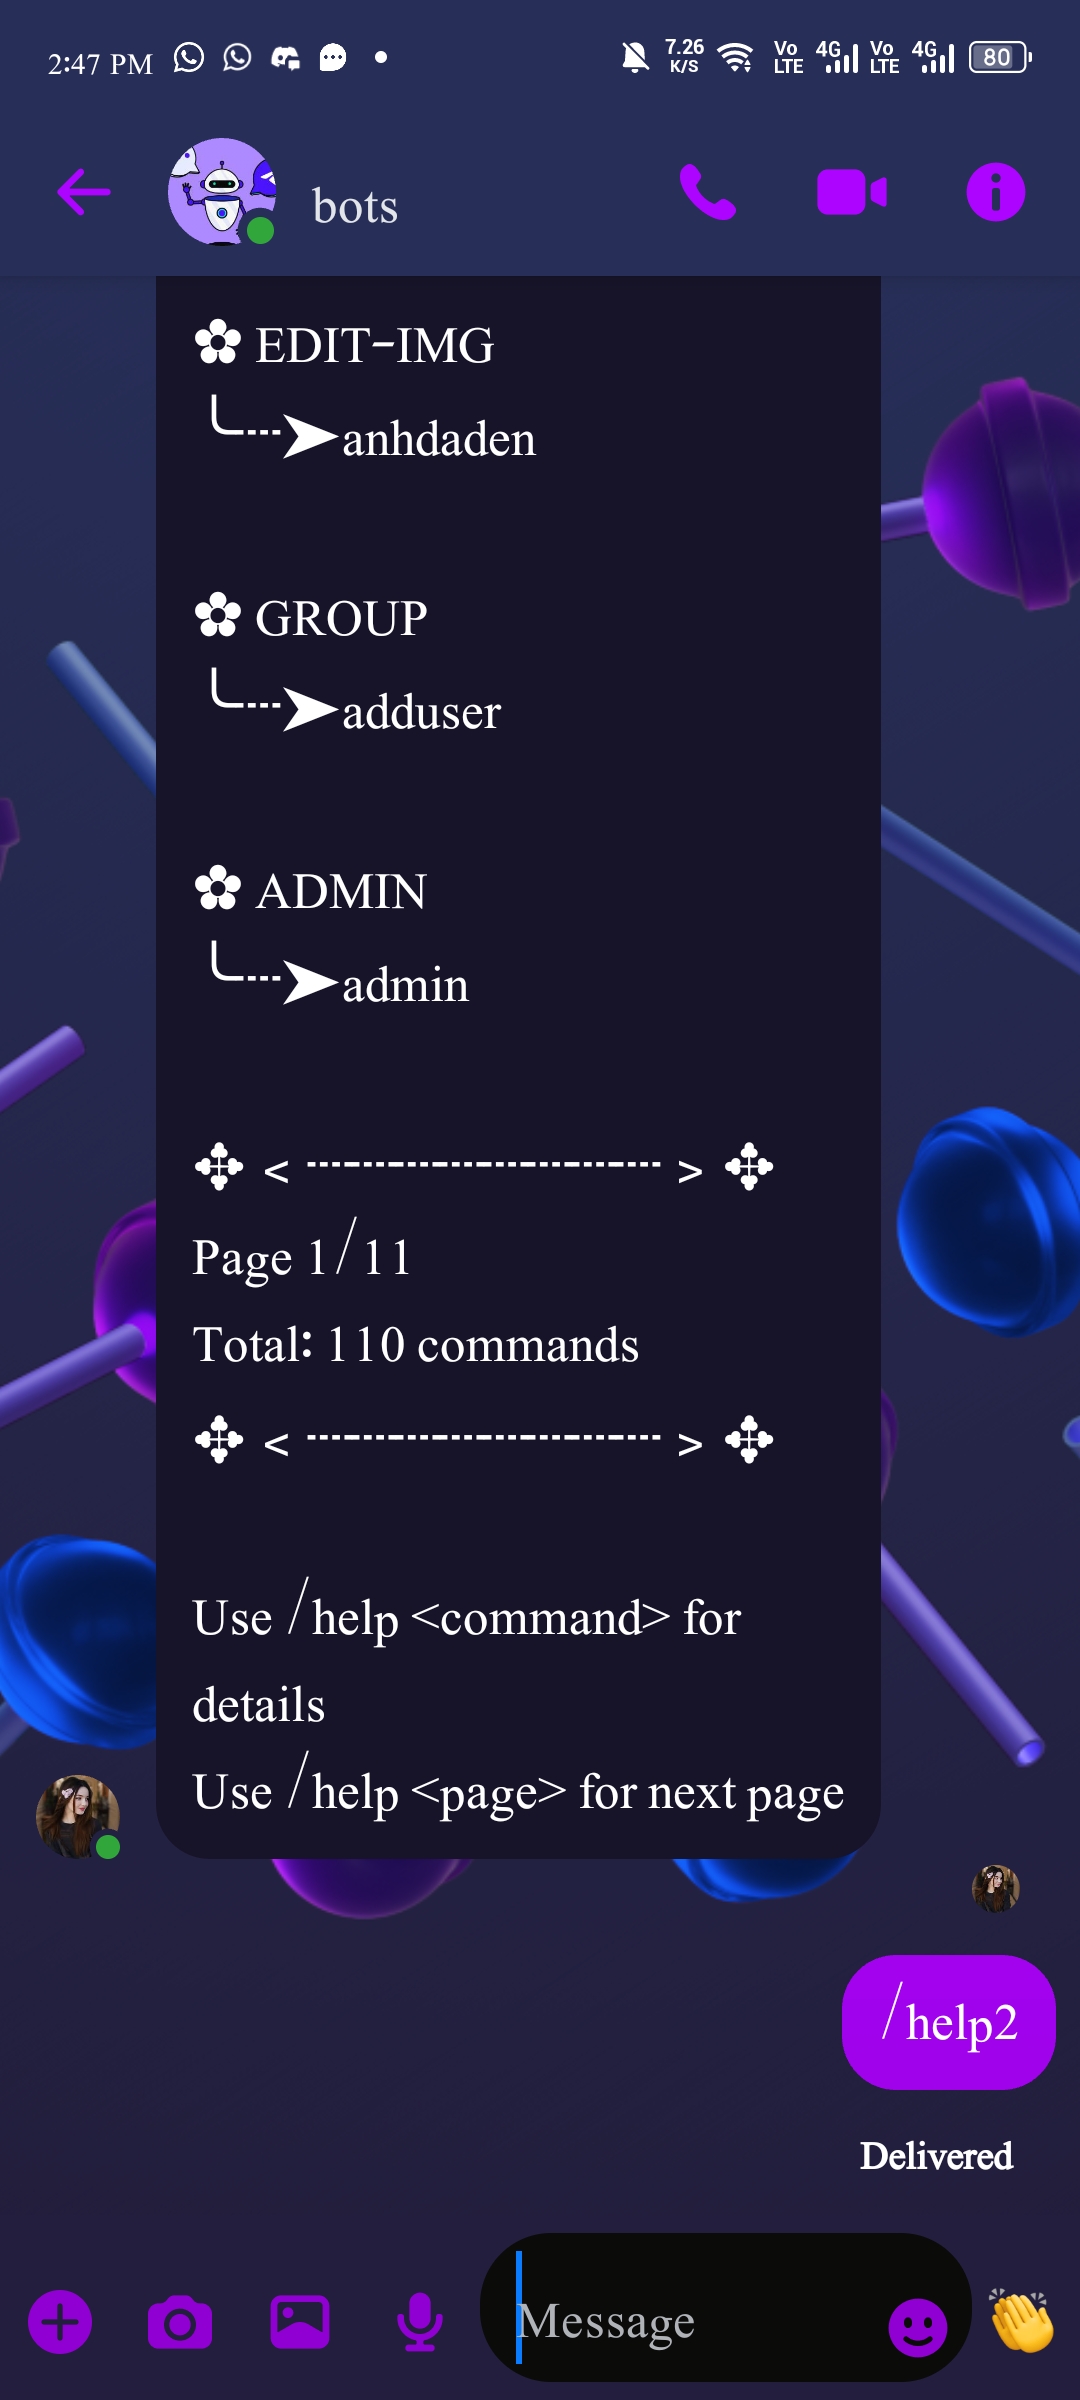 2:47 PM
7.26 K/S
Vo LTE 4G Vo LTE 4G 80
bots
✿ EDIT-IMG
╰---➤anhdaden
✿ GROUP
╰---➤adduser
✿ ADMIN
╰---➤admin
✥ < ----------------------- > ✥
Page 1/11
Total: 110 commands
✥ < ----------------------- > ✥
Use /help <command> for
details
Use /help <page> for next page
/help2
Delivered
Message